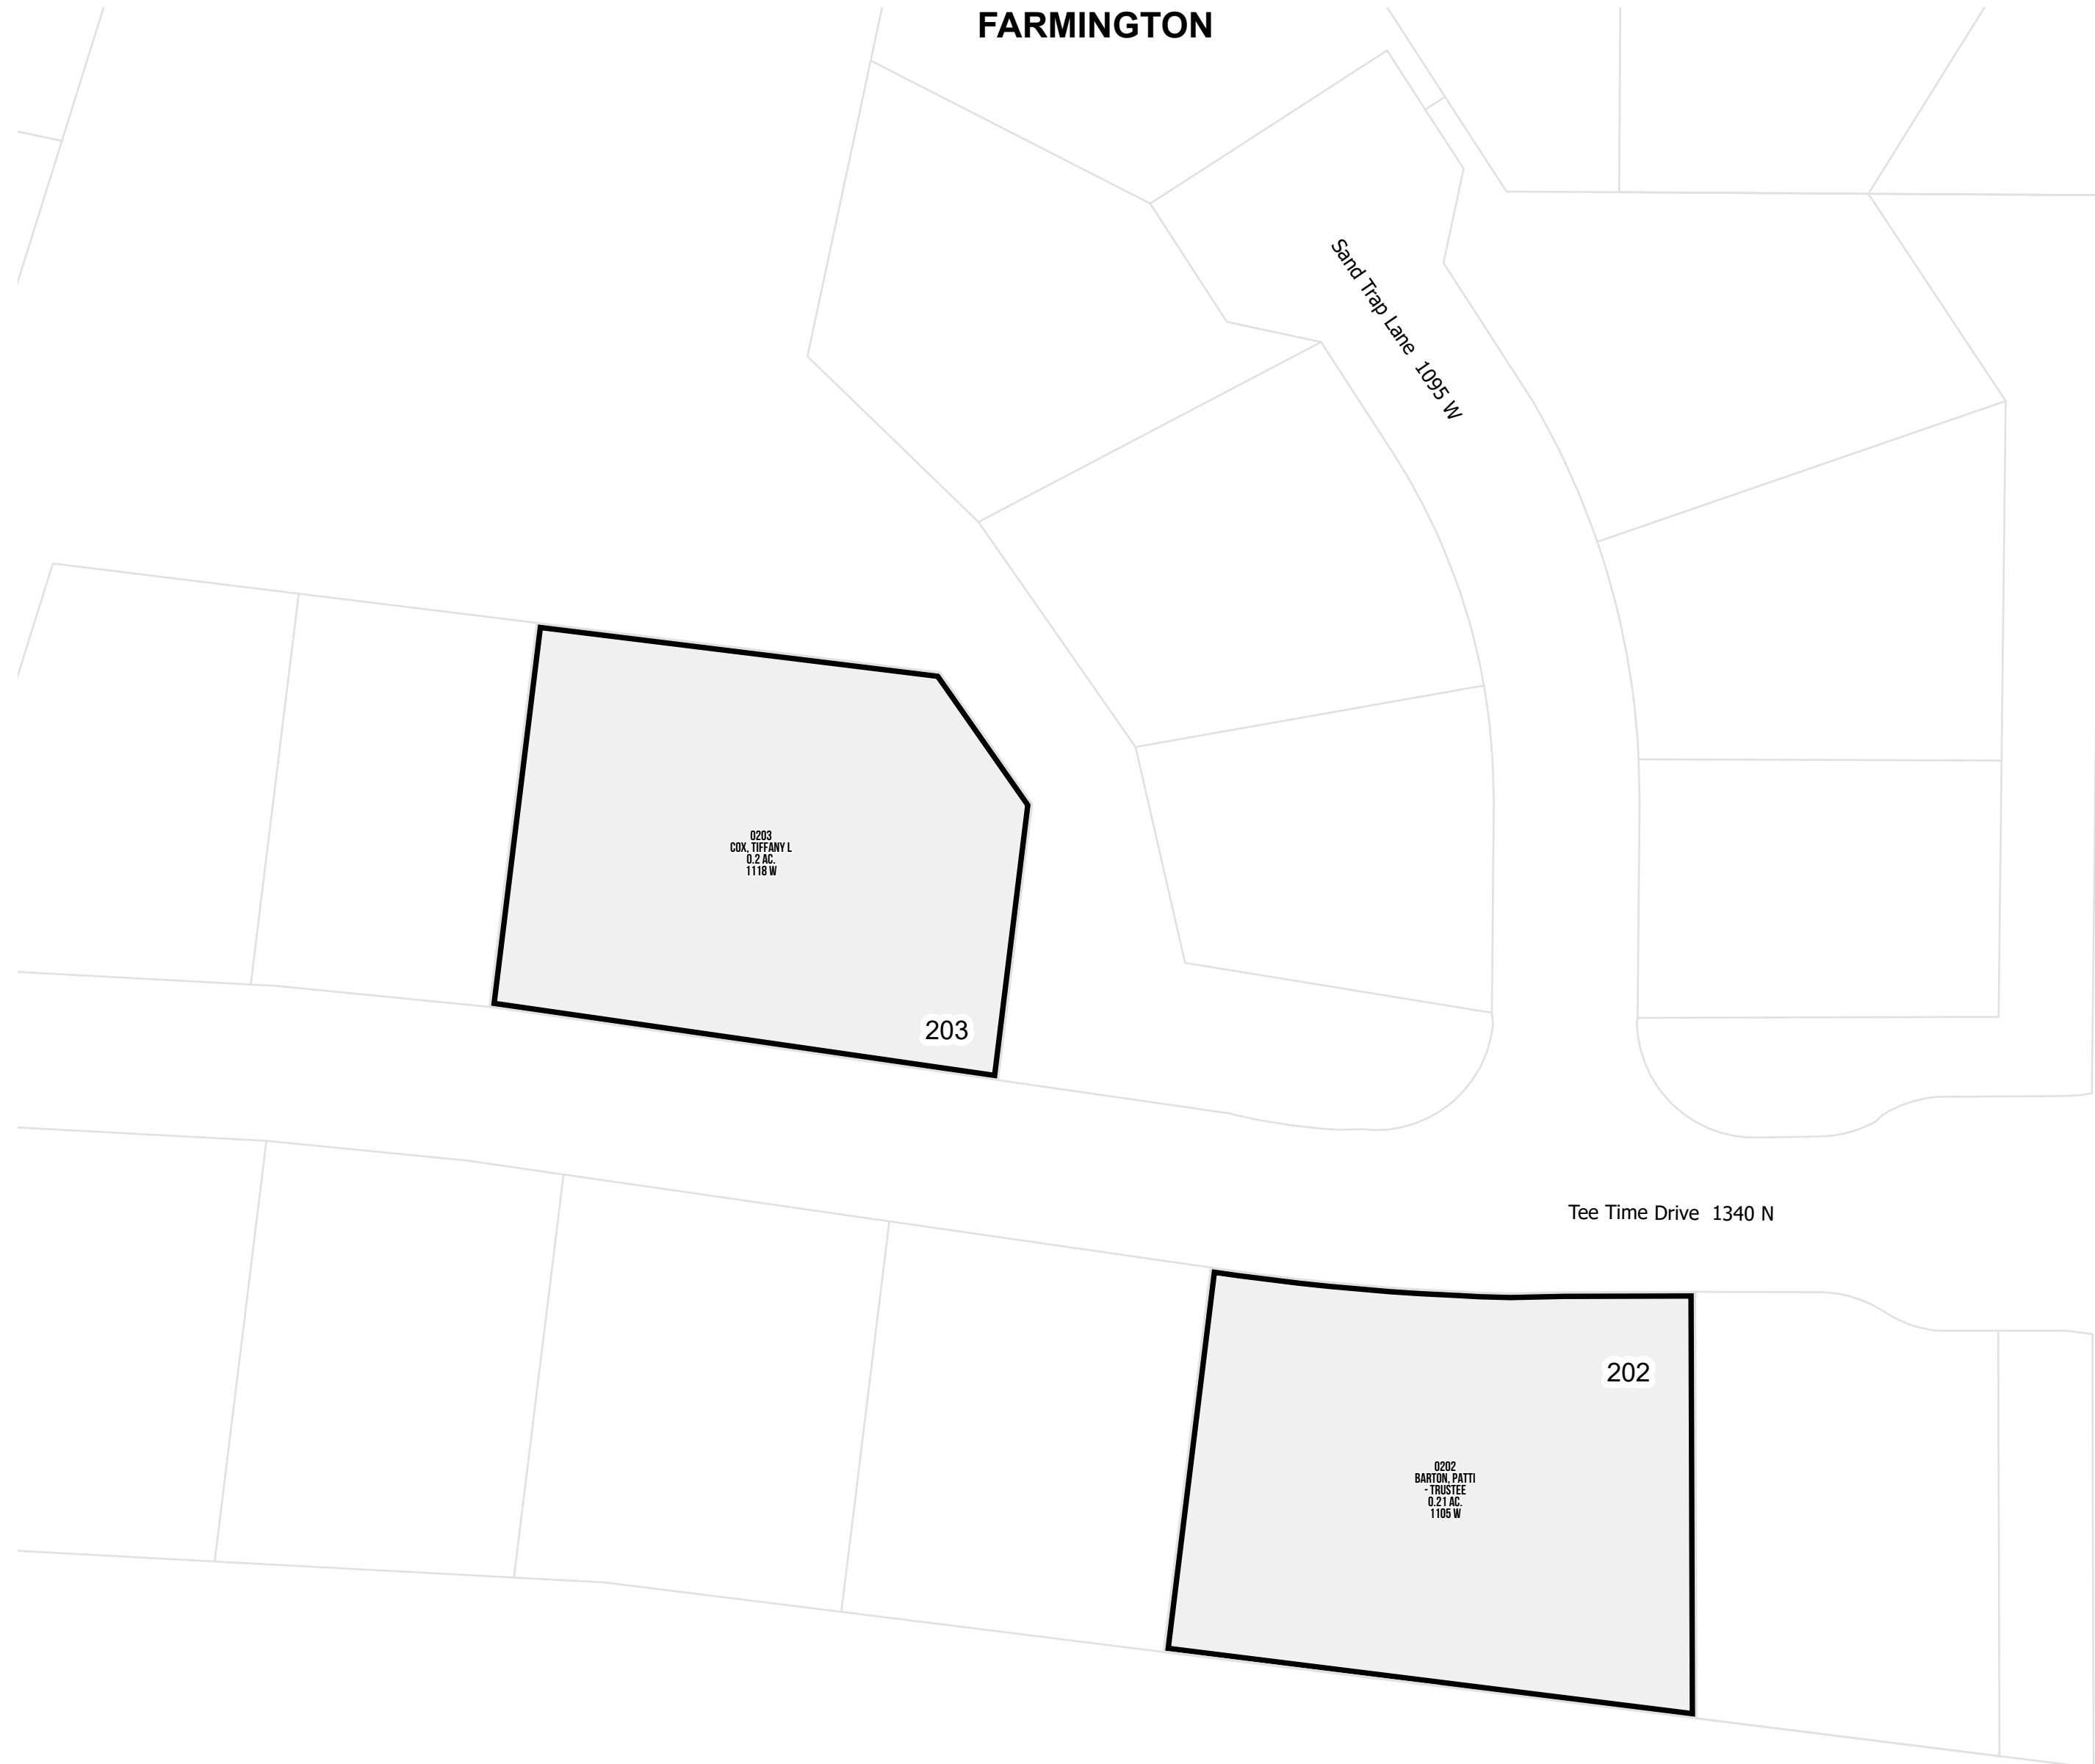 FARMINGTON
Sand Trap Lane 1095 W
0203
COX, TIFFANY L
0.2 AC.
1118 W
203
Tee Time Drive 1340 N
202
0202
BARTON, PATTI
- TRUSTEE
0.21 AC.
1105 W